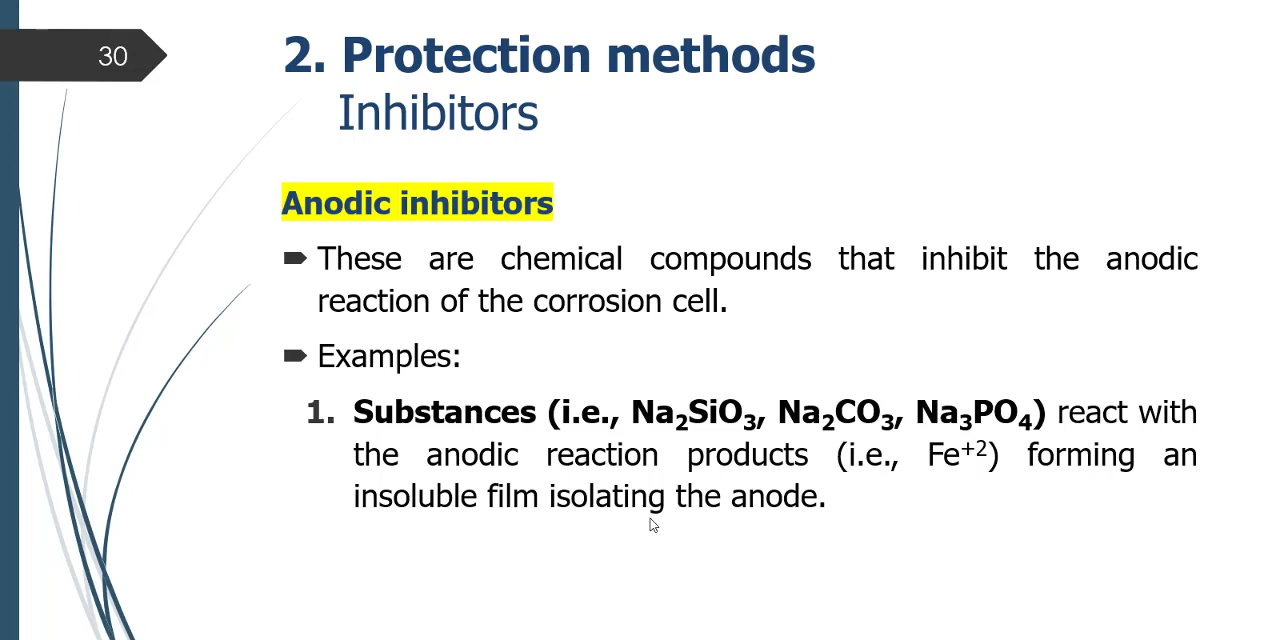 30
2. Protection methods
Inhibitors
Anodic inhibitors
These are chemical compounds that inhibit the anodic
reaction of the corrosion cell.
Examples:
1. Substances (i.e., Na₂SiO₃, Na₂CO₃, Na₃PO₄) react with
the anodic reaction products (i.e., Fe⁺²) forming an
insoluble film isolating the anode.